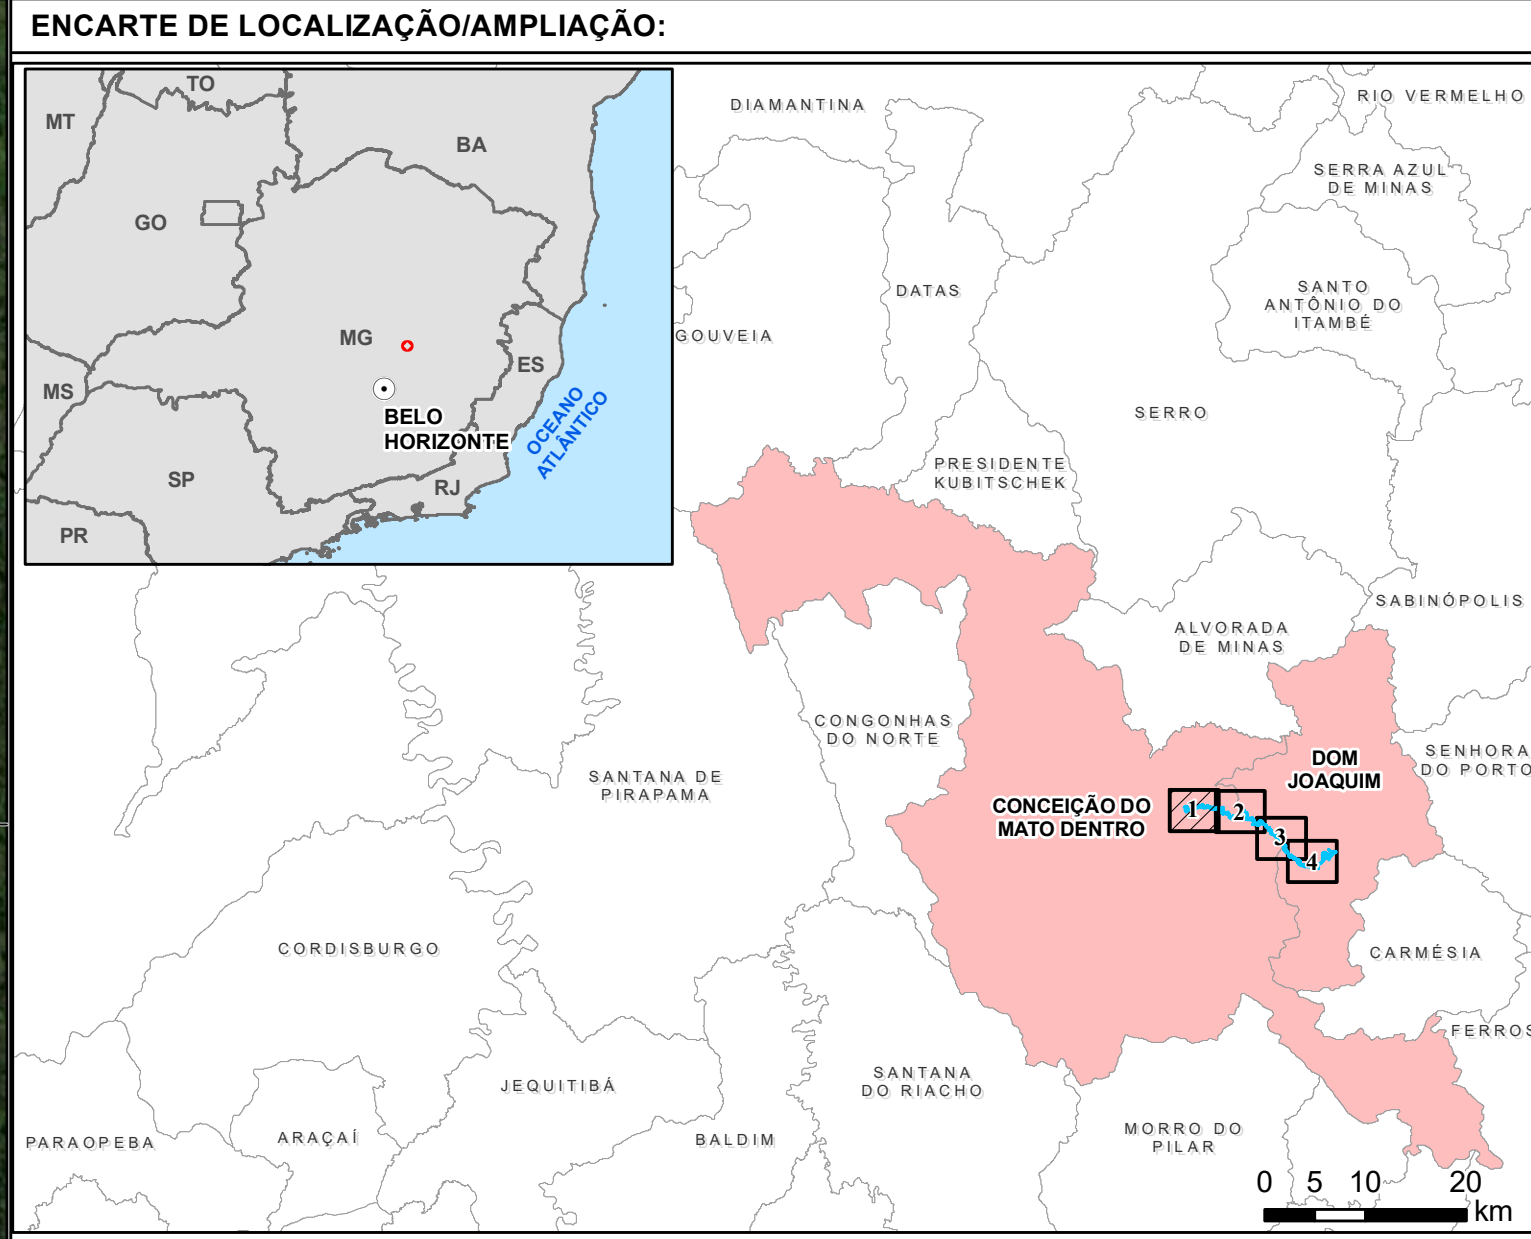 ENCARTE DE LOCALIZAÇÃO/AMPLIAÇÃO:
TO
MT
BA
GO
MG
ES
MS
BELO
HORIZONTE
OCEANO
ATLÂNTICO
SP
RJ
PR
DIAMANTINA
RIO VERMELHO
SERRA AZUL
DE MINAS
DATAS
SANTO
ANTÔNIO DO
ITAMBÉ
GOUVEIA
SERRO
PRESIDENTE
KUBITSCHEK
SABINÓPOLIS
ALVORADA
DE MINAS
CONGONHAS
DO NORTE
SENHORA
DO PORTO
DOM
JOAQUIM
SANTANA DE
PIRAPAMA
CONCEIÇÃO DO
MATO DENTRO
1
2
3
4
CORDISBURGO
CARMÉSIA
FERROS
JEQUITIBÁ
SANTANA
DO RIACHO
PARAOPEBA
ARAÇAÍ
BALDIM
MORRO DO
PILAR
0 5 10 20
km